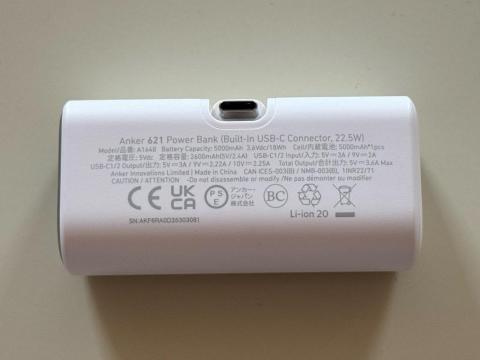 Anker 621 Power Bank (Built-In USB-C Connector, 22.5W)
Model/品番: A1648 Battery Capacity: 5000mAh 3.6Vdc/18Wh Cell/内蔵電池: 5000mAh*1pcs
定格電圧: 5Vdc 定格容量: 2600mAh(5V/2.4A) USB-C1/2 Input/入力: 5V⎓3A / 9V⎓2A
USB-C1/2 Output/出力: 5V⎓3A / 9V⎓2.22A / 10V⎓2.25A Total Output/合計出力: 5V⎓3.6A Max
Anker Innovations Limited | Made in China CAN ICES-003(B) / NMB-003(B), 1INR22/71
CAUTION / ATTENTION -Do not disassemble or modify /Ne pas démonter ou modifier
CE UK CA PSE アンカー・ジャパン株式会社 BC
Li-ion 20
SN:AKF6RA0D35303081